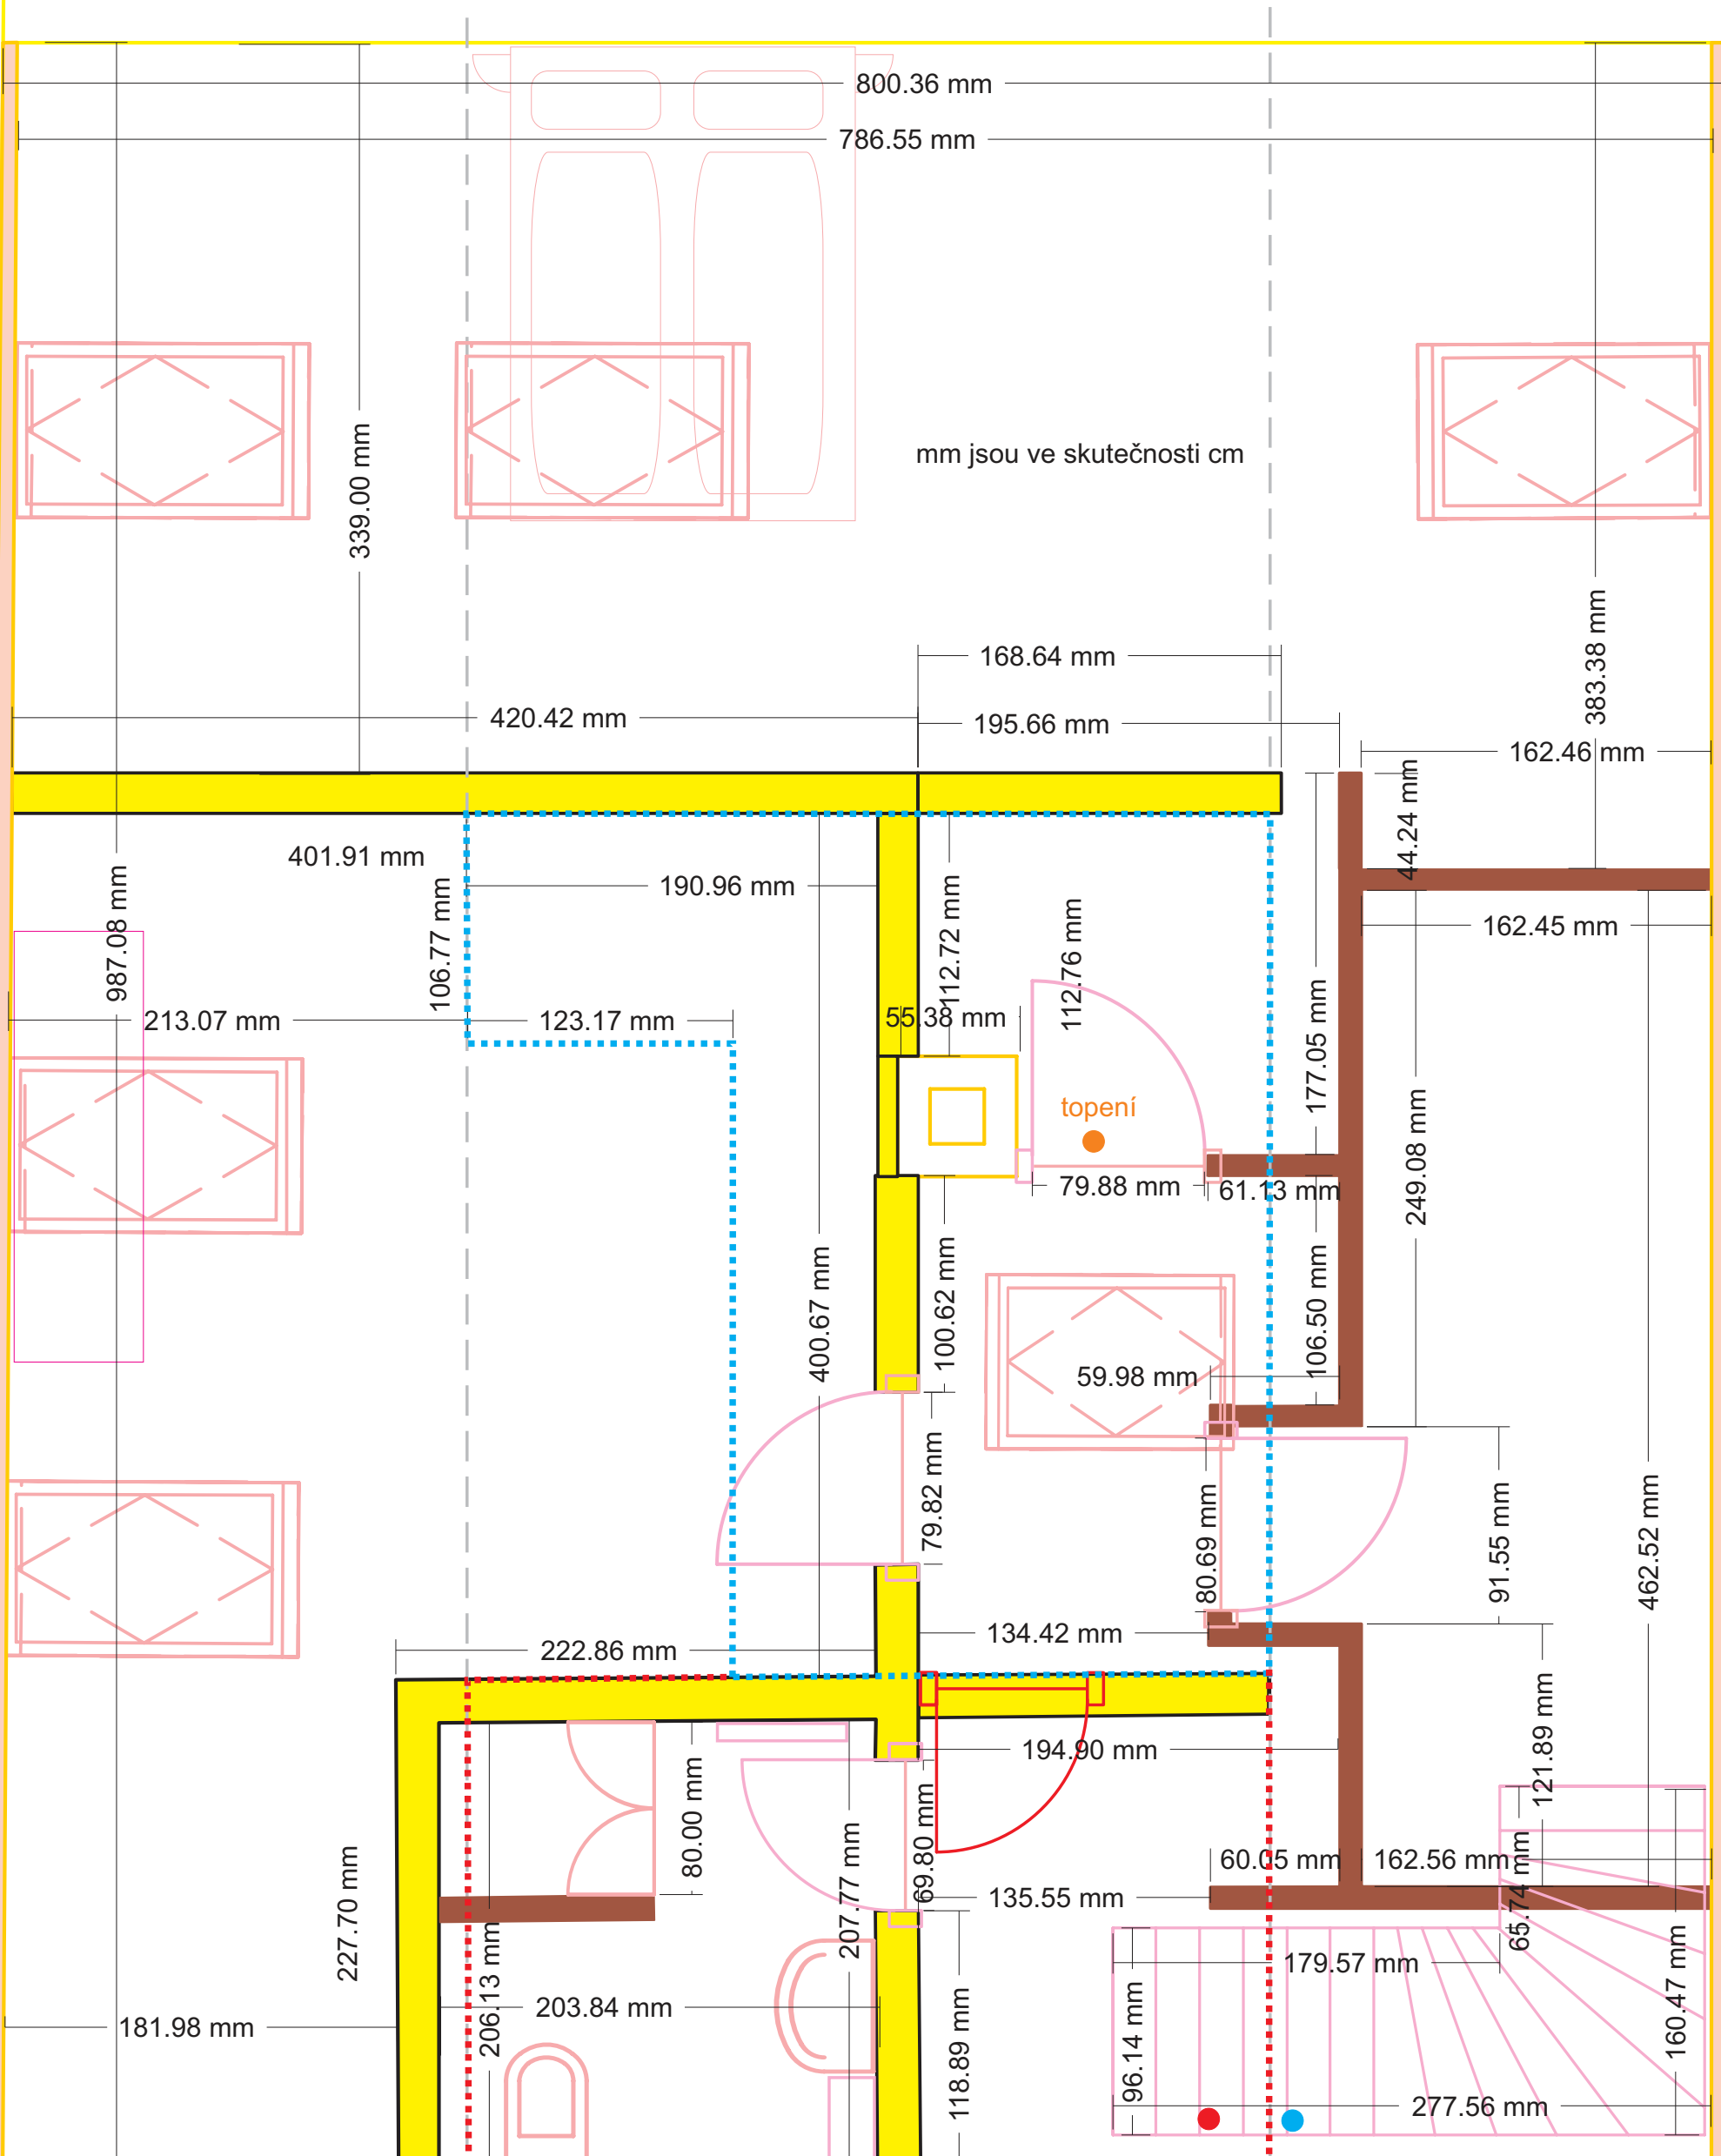 800.36 mm
786.55 mm
339.00 mm
mm jsou ve skutečnosti cm
383.38 mm
168.64 mm
420.42 mm
195.66 mm
162.46 mm
44.24 mm
401.91 mm
190.96 mm
987.08 mm
106.77 mm
112.72 mm
112.76 mm
162.45 mm
213.07 mm
123.17 mm
55.38 mm
177.05 mm
249.08 mm
topení
79.88 mm
61.13 mm
400.67 mm
100.62 mm
106.50 mm
59.98 mm
79.82 mm
80.69 mm
91.55 mm
462.52 mm
222.86 mm
134.42 mm
194.90 mm
121.89 mm
80.00 mm
207.77 mm
69.80 mm
60.05 mm
162.56 mm
65.74 mm
135.55 mm
227.70 mm
206.13 mm
179.57 mm
203.84 mm
181.98 mm
118.89 mm
96.14 mm
160.47 mm
277.56 mm